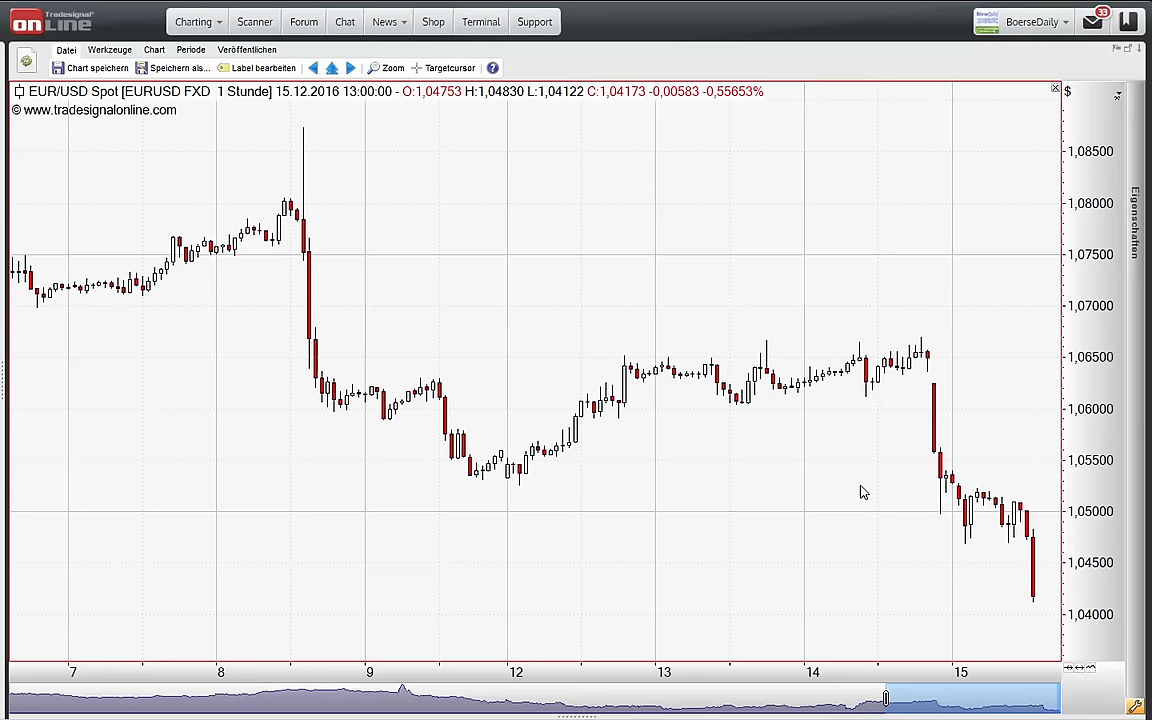 Tradesignal®
onLine
Charting Scanner Forum Chat News Shop Terminal Support
BoerseDaily
33
Datei Werkzeuge Chart Periode Veröffentlichen
Chart speichern Speichern als... Label bearbeiten Zoom Targetcursor ?
EUR/USD Spot [EURUSD FXD 1 Stunde] 15.12.2016 13:00:00 - O:1,04753 H:1,04830 L:1,04122 C:1,04173 -0,00583 -0,55653%
© www.tradesignalonline.com
$
1,08500
1,08000
1,07500
1,07000
1,06500
1,06000
1,05500
1,05000
1,04500
1,04000
Eigenschaften
7 8 9 12 13 14 15